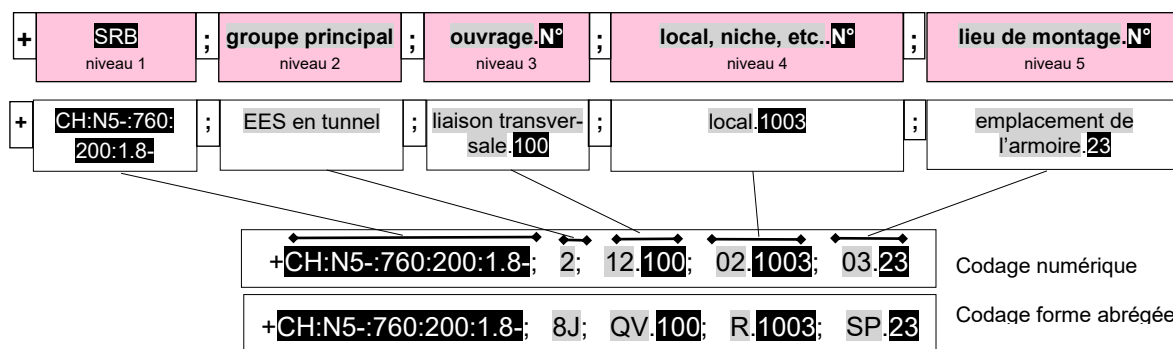 + SRB ; groupe principal ; ouvrage.N° ; local, niche, etc..N° ; lieu de montage.N°
niveau 1 niveau 2 niveau 3 niveau 4 niveau 5
+ CH:N5-:760: ; EES en tunnel ; liaison transver- ; local.1003 ; emplacement de
200:1.8- sale.100 l’armoire.23
+CH:N5-:760:200:1.8-; 2; 12.100; 02.1003; 03.23 Codage numérique
+CH:N5-:760:200:1.8-; 8J; QV.100; R.1003; SP.23 Codage forme abrégée